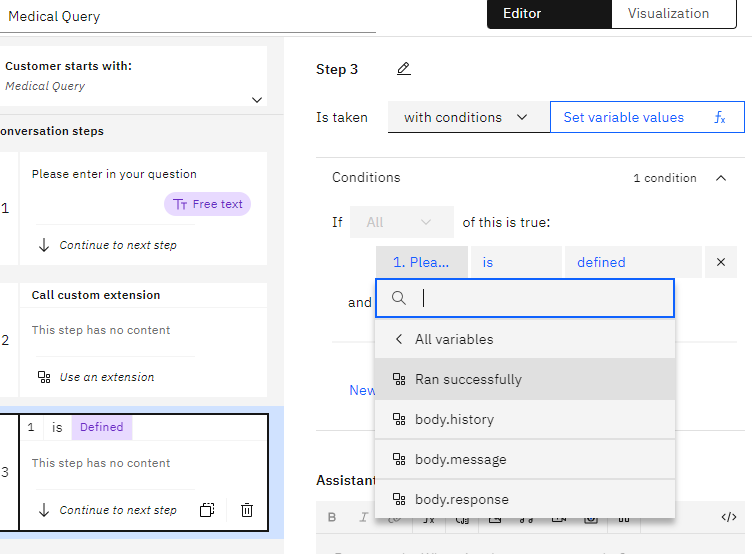 Medical Query
Editor
Visualization
Customer starts with:
Medical Query
onversation steps
1
Please enter in your question
Free text
Continue to next step
Call custom extension
2
This step has no content
Use an extension
1 is Defined
3
This step has no content
Continue to next step
Step 3
Is taken
with conditions
Set variable values
fx
Conditions
1 condition
If All of this is true:
1. Plea... is defined
and
All variables
Ran successfully
body.history
body.message
body.response
New
Assistant
B I
</>